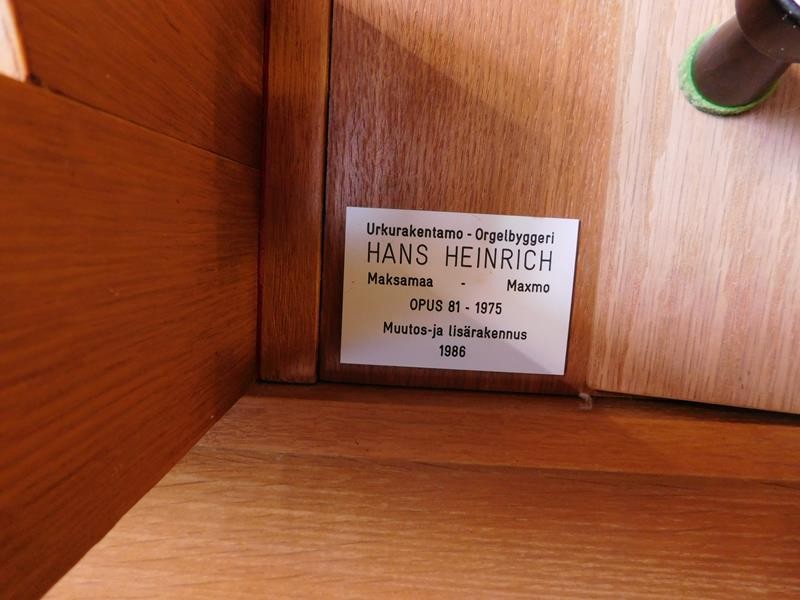 Urkurakentamo - Orgelbyggeri
HANS HEINRICH
Maksamaa - Maxmo
OPUS 81 - 1975
Muutos-ja lisärakennus
1986